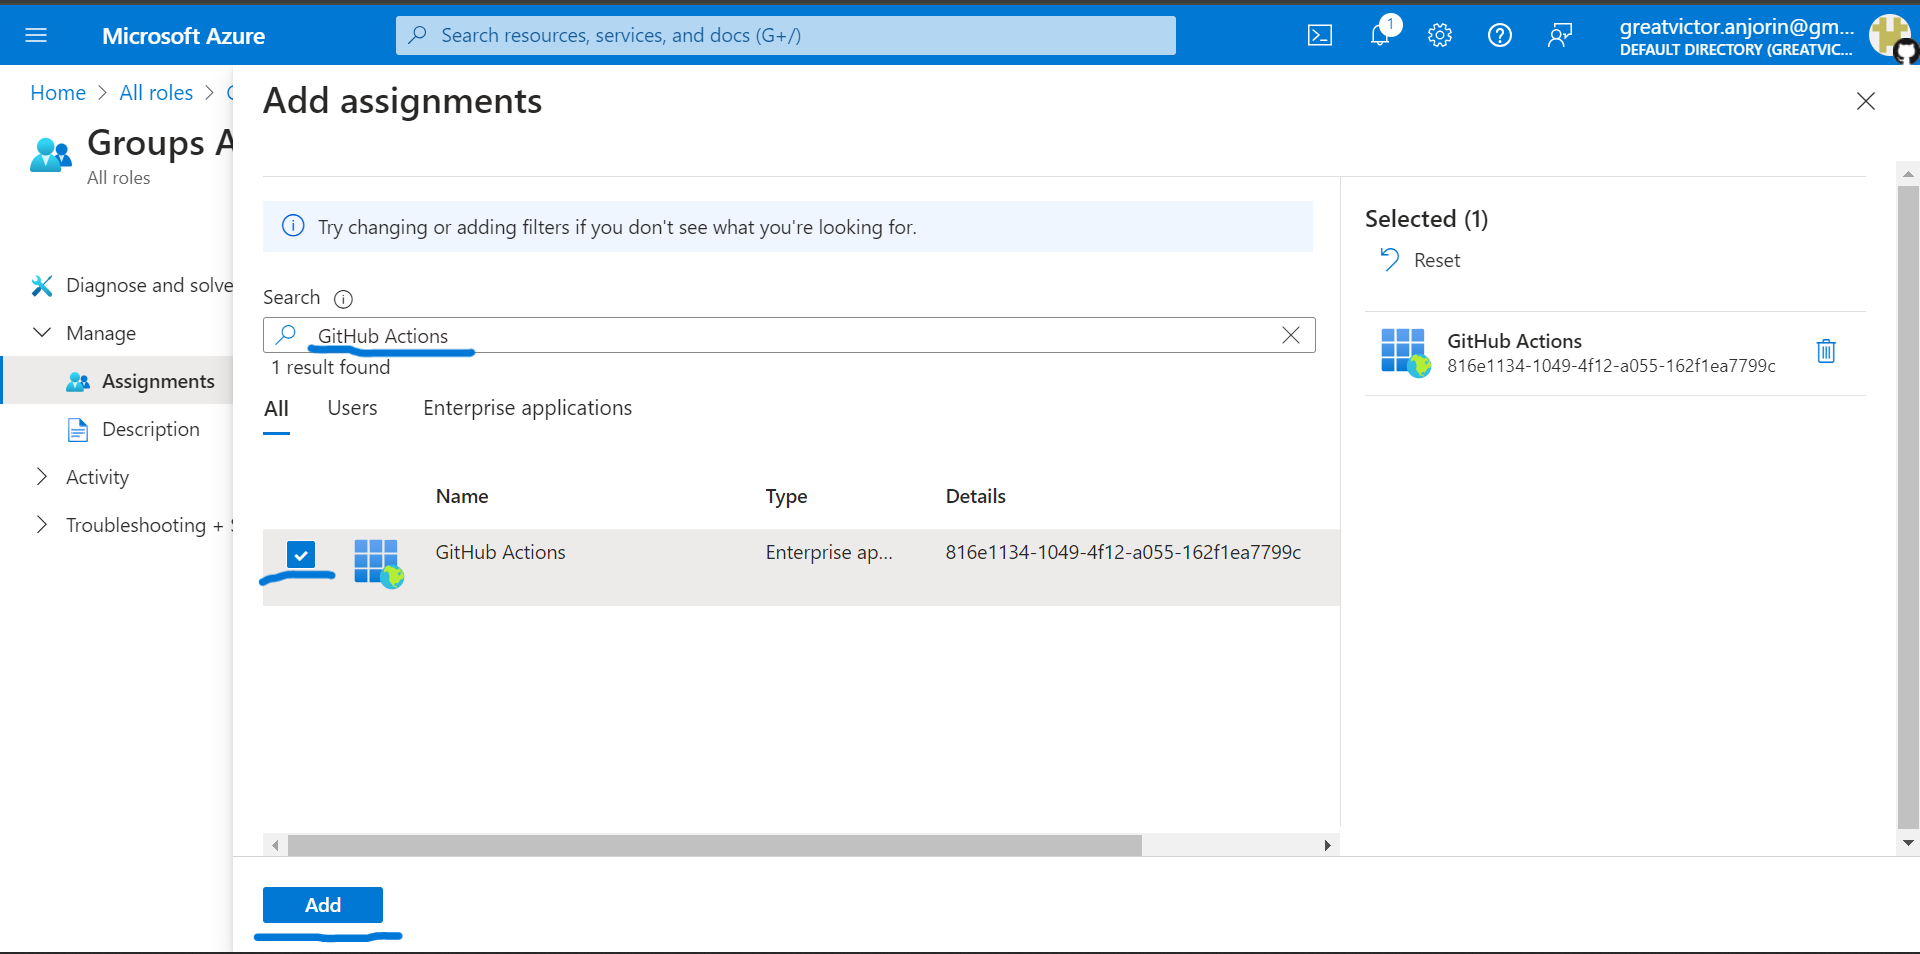 Microsoft Azure
Search resources, services, and docs (G+/)
1
greatvictor.anjorin@gm...
DEFAULT DIRECTORY (GREATVIC...
Home > All roles >
Groups A
All roles
Diagnose and solve
Manage
Assignments
Description
Activity
Troubleshooting +
Add assignments
Try changing or adding filters if you don't see what you're looking for.
Search
GitHub Actions
1 result found
All Users Enterprise applications
Name Type Details
GitHub Actions Enterprise ap... 816e1134-1049-4f12-a055-162f1ea7799c
Selected (1)
Reset
GitHub Actions
816e1134-1049-4f12-a055-162f1ea7799c
Add